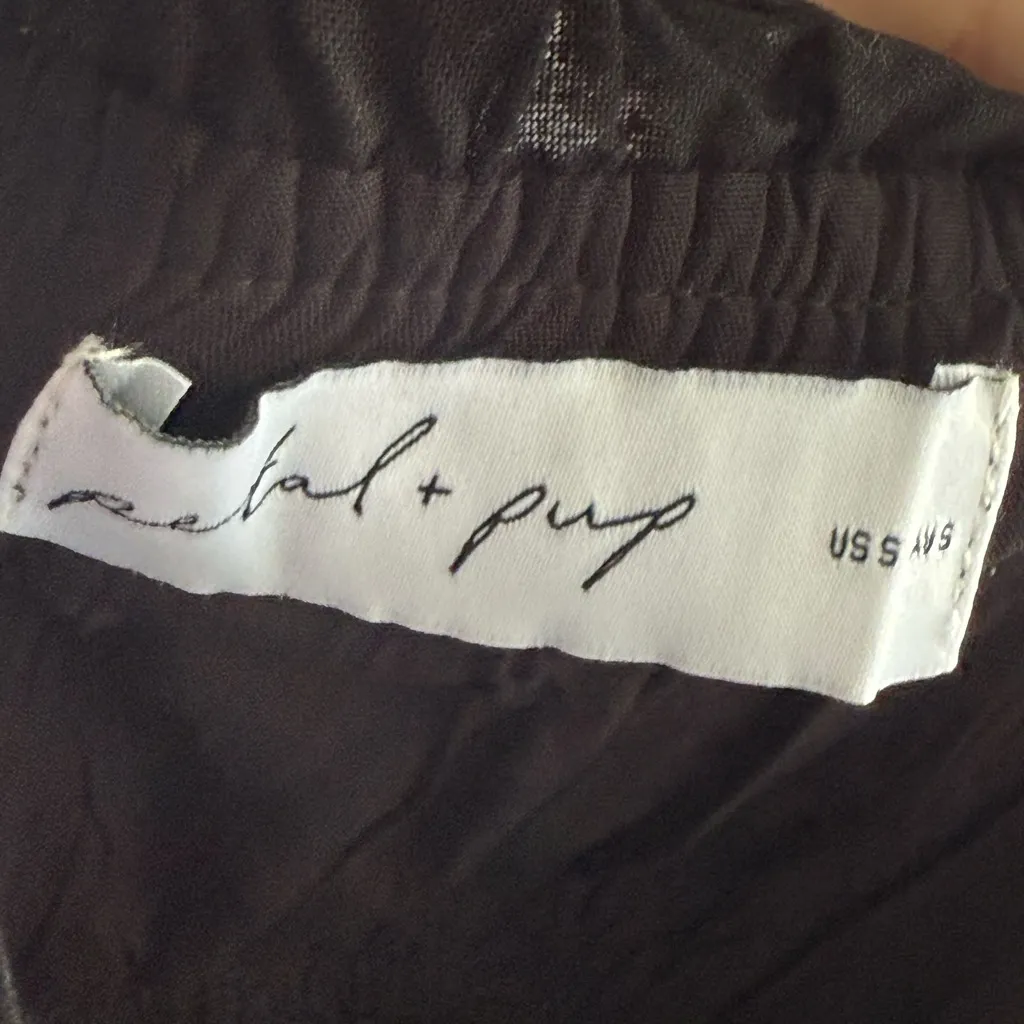 petal + pup
US S AU S